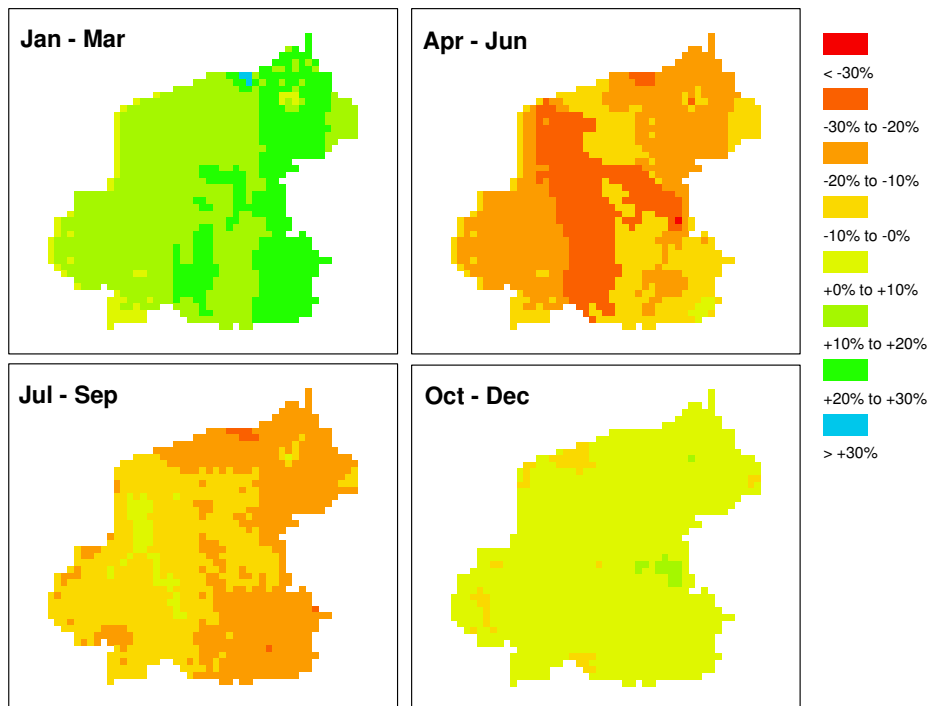 Jan - Mar
Apr - Jun
Jul - Sep
Oct - Dec
< -30%
-30% to -20%
-20% to -10%
-10% to -0%
+0% to +10%
+10% to +20%
+20% to +30%
> +30%